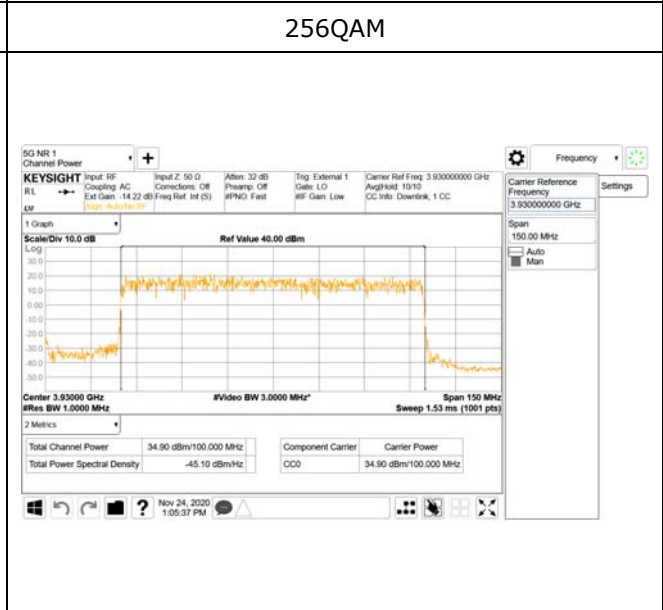 256QAM
5G NR 1
Channel Power
Frequency
KEYSIGHT
RL
Input: RF
Coupling: AC
Ext Gain: -14.22 dB
Align: Auto/No RF
Input Z: 50 Ω
Corrections: Off
Freq Ref: Int (S)
Atten: 32 dB
Preamp: Off
#PNO: Fast
Trig: External 1
Gate: LO
#IF Gain: Low
Carrier Ref Freq: 3.930000000 GHz
Avg|Hold: 10/10
CC Info: Downlink, 1 CC
Carrier Reference
Frequency
3.930000000 GHz
Settings
Span
150.00 MHz
Auto
Man
1 Graph
Scale/Div 10.0 dB
Ref Value 40.00 dBm
Log
30.0
20.0
10.0
0.00
-10.0
-20.0
-30.0
-40.0
-50.0
Center 3.93000 GHz
#Video BW 3.0000 MHz*
Span 150 MHz
#Res BW 1.0000 MHz
Sweep 1.53 ms (1001 pts)
2 Metrics
Total Channel Power 34.90 dBm/100.000 MHz
Total Power Spectral Density -45.10 dBm/Hz
Component Carrier Carrier Power
CC0 34.90 dBm/100.000 MHz
Nov 24, 2020
1:05:37 PM